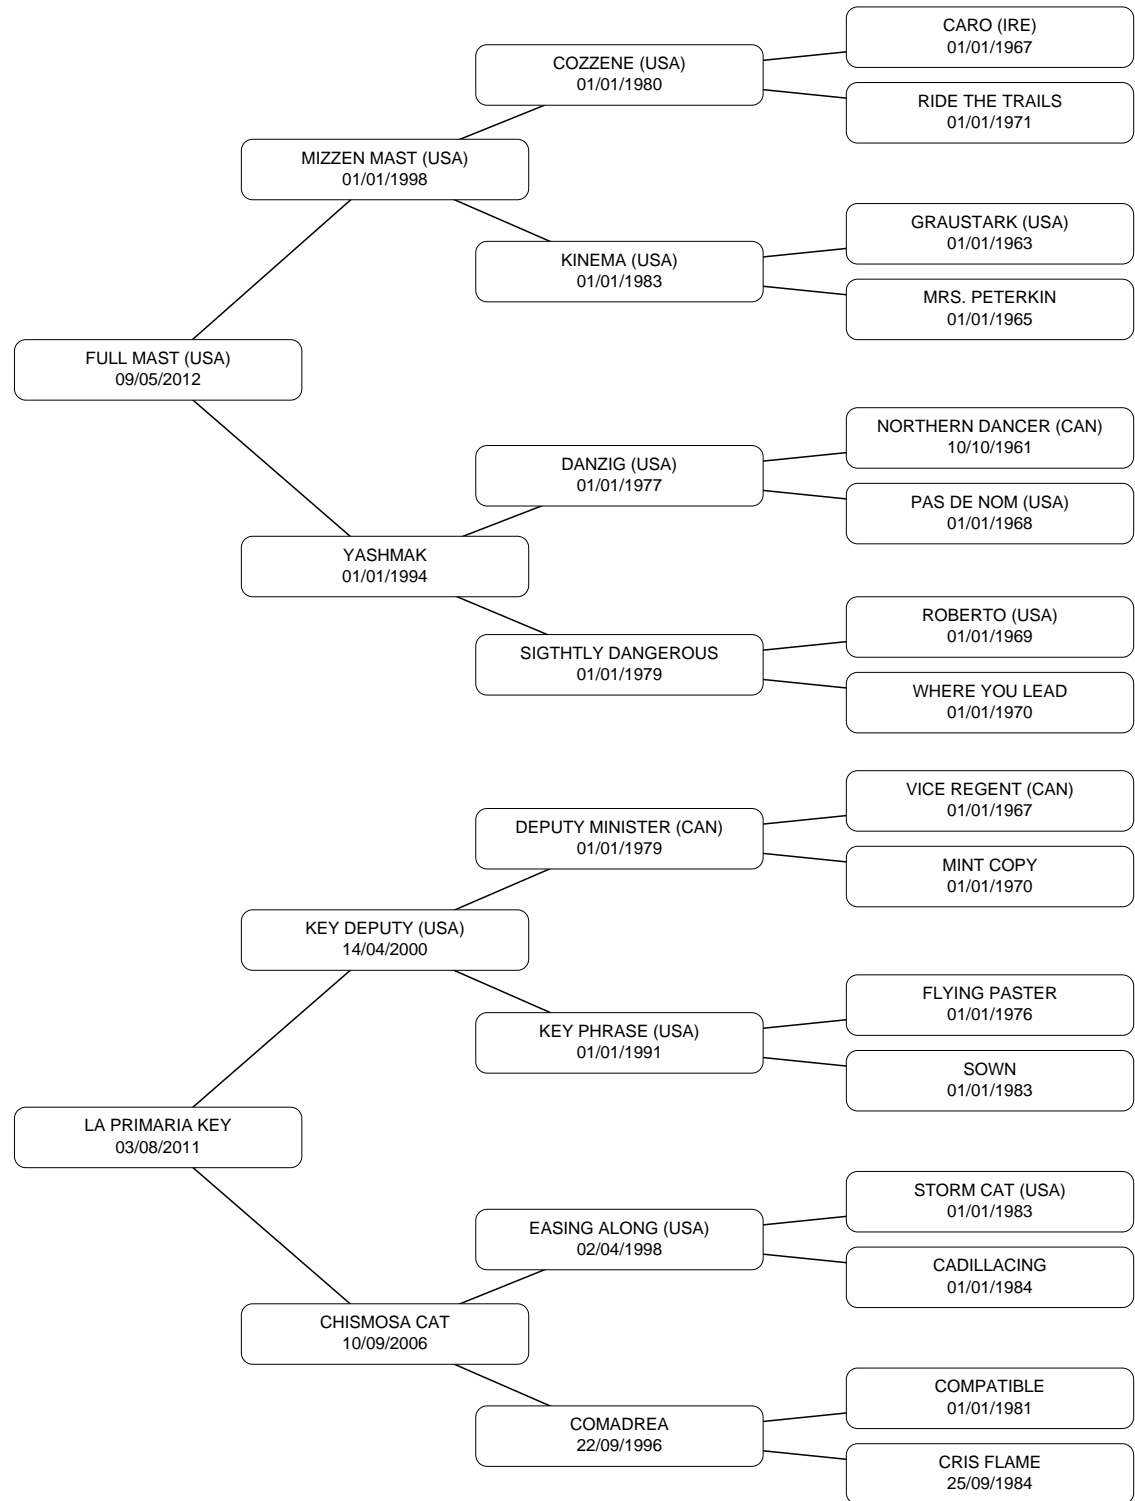 CARO (IRE)
01/01/1967
COZZENE (USA)
01/01/1980
RIDE THE TRAILS
01/01/1971
MIZZEN MAST (USA)
01/01/1998
GRAUSTARK (USA)
01/01/1963
KINEMA (USA)
01/01/1983
MRS. PETERKIN
01/01/1965
FULL MAST (USA)
09/05/2012
NORTHERN DANCER (CAN)
10/10/1961
DANZIG (USA)
01/01/1977
PAS DE NOM (USA)
01/01/1968
YASHMAK
01/01/1994
ROBERTO (USA)
01/01/1969
SIGTHTLY DANGEROUS
01/01/1979
WHERE YOU LEAD
01/01/1970
VICE REGENT (CAN)
01/01/1967
DEPUTY MINISTER (CAN)
01/01/1979
MINT COPY
01/01/1970
KEY DEPUTY (USA)
14/04/2000
FLYING PASTER
01/01/1976
KEY PHRASE (USA)
01/01/1991
SOWN
01/01/1983
LA PRIMARIA KEY
03/08/2011
STORM CAT (USA)
01/01/1983
EASING ALONG (USA)
02/04/1998
CADILLACING
01/01/1984
CHISMOSA CAT
10/09/2006
COMPATIBLE
01/01/1981
COMADREA
22/09/1996
CRIS FLAME
25/09/1984